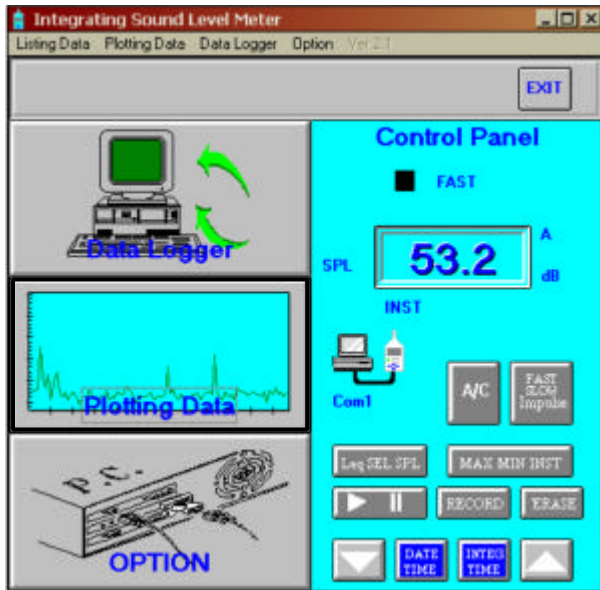 Integrating Sound Level Meter
Listing Data Plotting Data Data Logger Option Ver 2.1
EXIT
Data Logger
Plotting Data
P.C.
OPTION
Control Panel
FAST
SPL 53.2 A
dB
INST
Com1
A/C
FAST
SLOW
Impulse
Leq SEL SPL
MAX MIN INST
RECORD
ERASE
DATE
TIME
INTEG
TIME